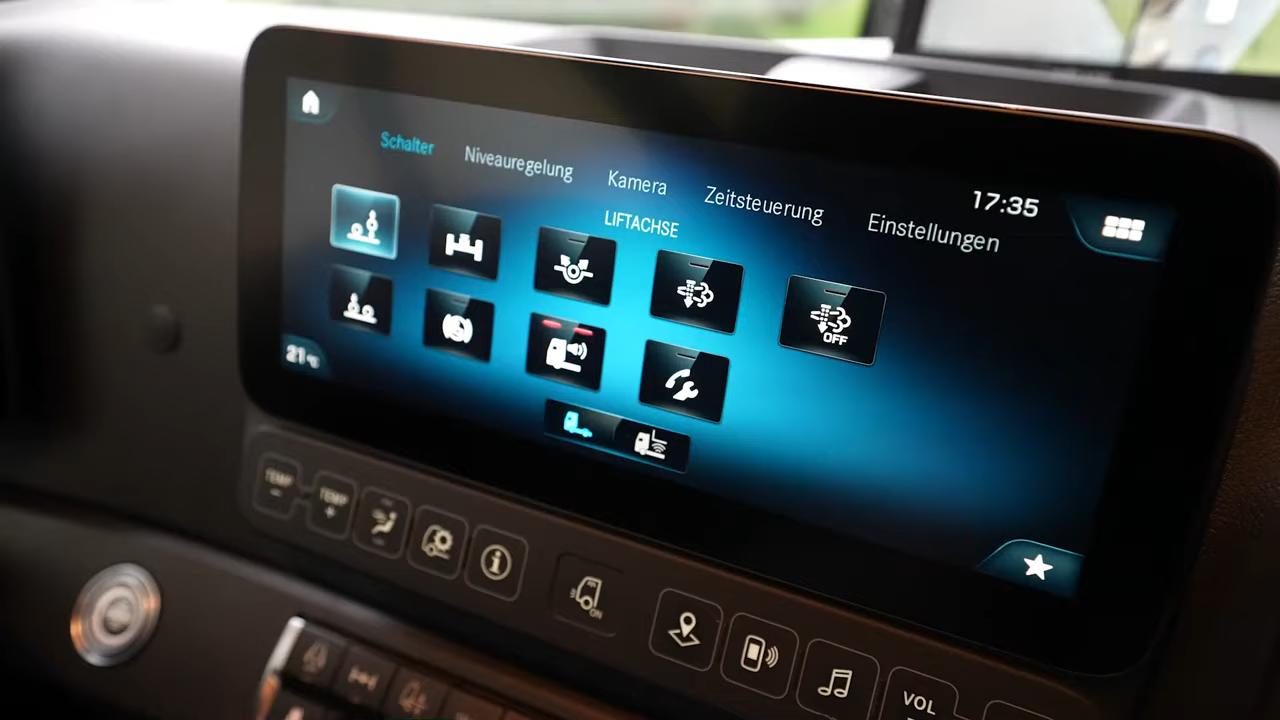 Schalter Niveauregelung Kamera Zeitsteuerung Einstellungen
17:35
LIFTACHSE
OFF
21°C
TEMP
−
TEMP
+
ON
VOL